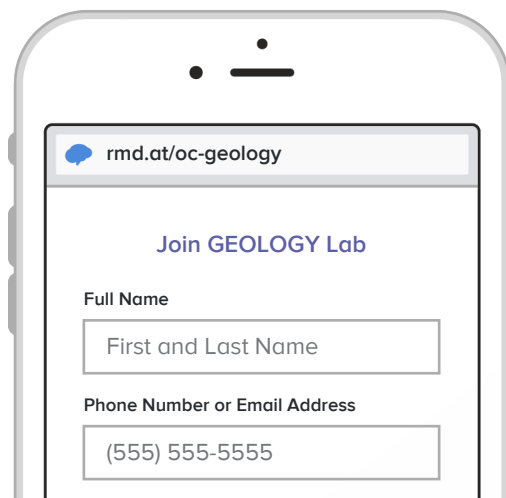 rmd.at/oc-geology
Join GEOLOGY Lab
Full Name
First and Last Name
Phone Number or Email Address
(555) 555-5555